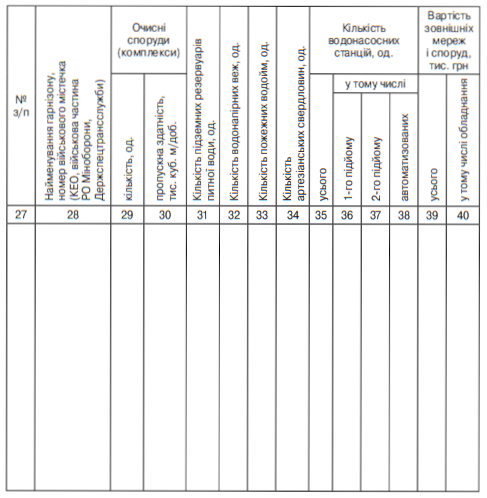 №
з/п
Найменування гарнізону,
номер військового містечка
(КЕО, військова частина
РО Міноборони,
Держспецтрансслужби)
Очисні
споруди
(комплекси)
кількість, од.
пропускна здатність,
тис. куб. м/доб.
Кількість підземних резервуарів
питної води, од.
Кількість водонапірних веж, од.
Кількість пожежних водойм, од.
Кількість
артезіанських свердловин, од.
Кількість
водонасосних
станцій, од.
усього
у тому числі
1-го підйому
2-го підйому
автоматизованих
Вартість
зовнішніх
мереж
і споруд,
тис. грн
усього
у тому числі обладнання
27 28 29 30 31 32 33 34 35 36 37 38 39 40